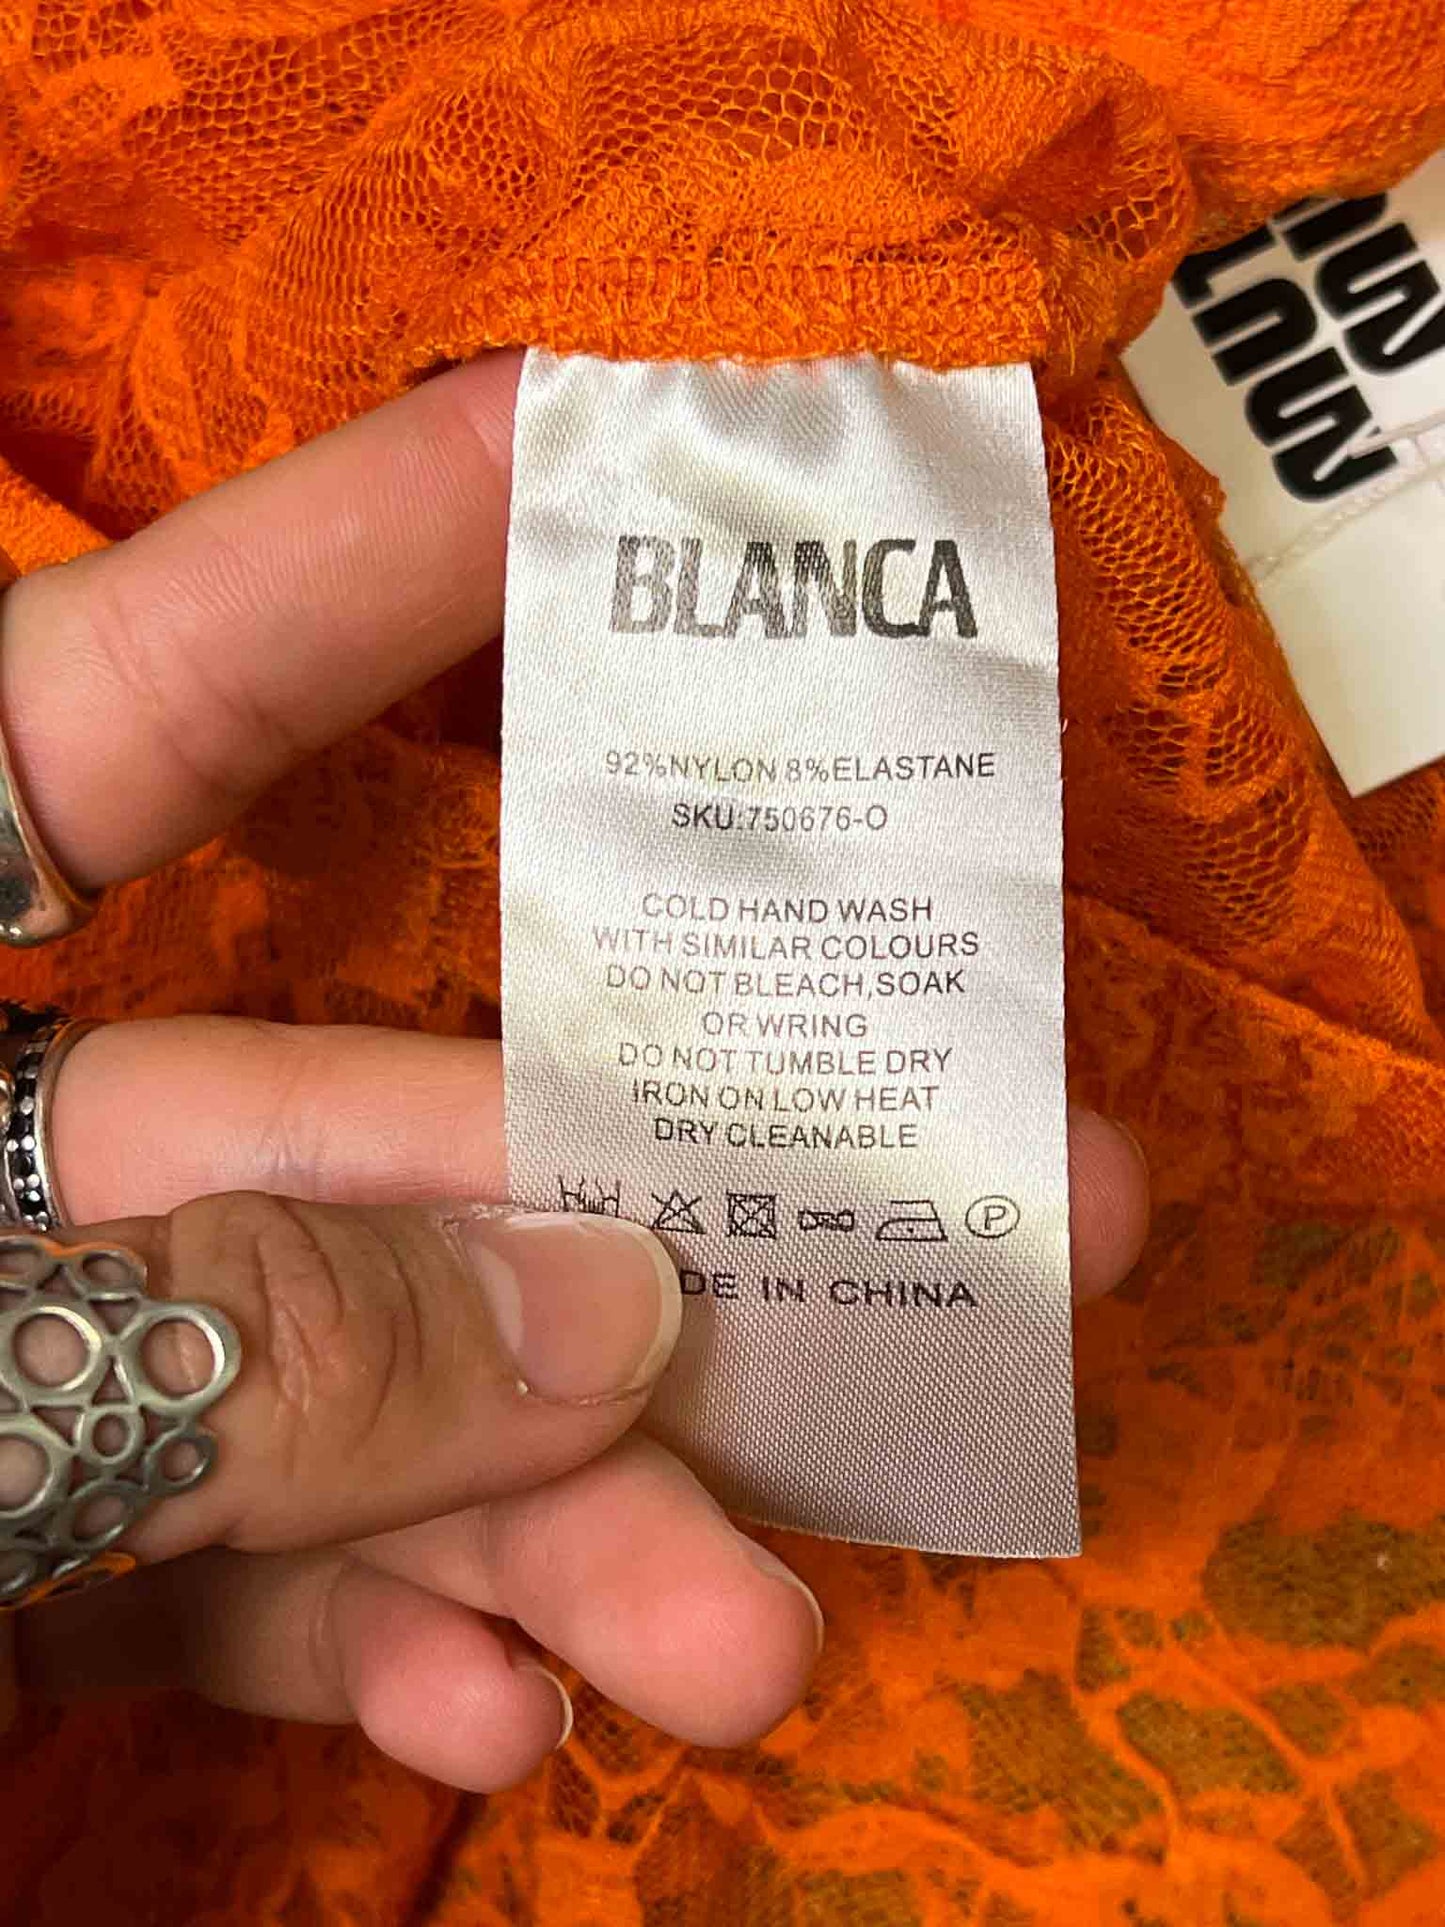 BLANCA
92%NYLON 8%ELASTANE
SKU:750676-O
COLD HAND WASH
WITH SIMILAR COLOURS
DO NOT BLEACH,SOAK
OR WRING
DO NOT TUMBLE DRY
IRON ON LOW HEAT
DRY CLEANABLE
P
DE IN CHINA